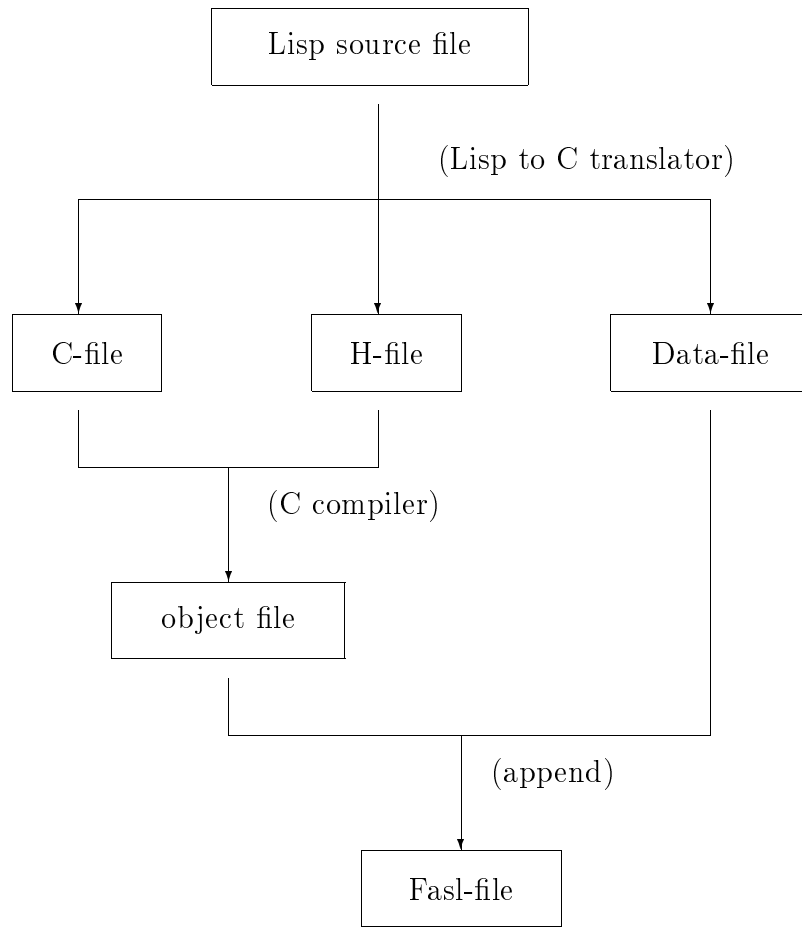 Lisp source file
(Lisp to C translator)
C-file
H-file
Data-file
(C compiler)
object file
(append)
Fasl-file